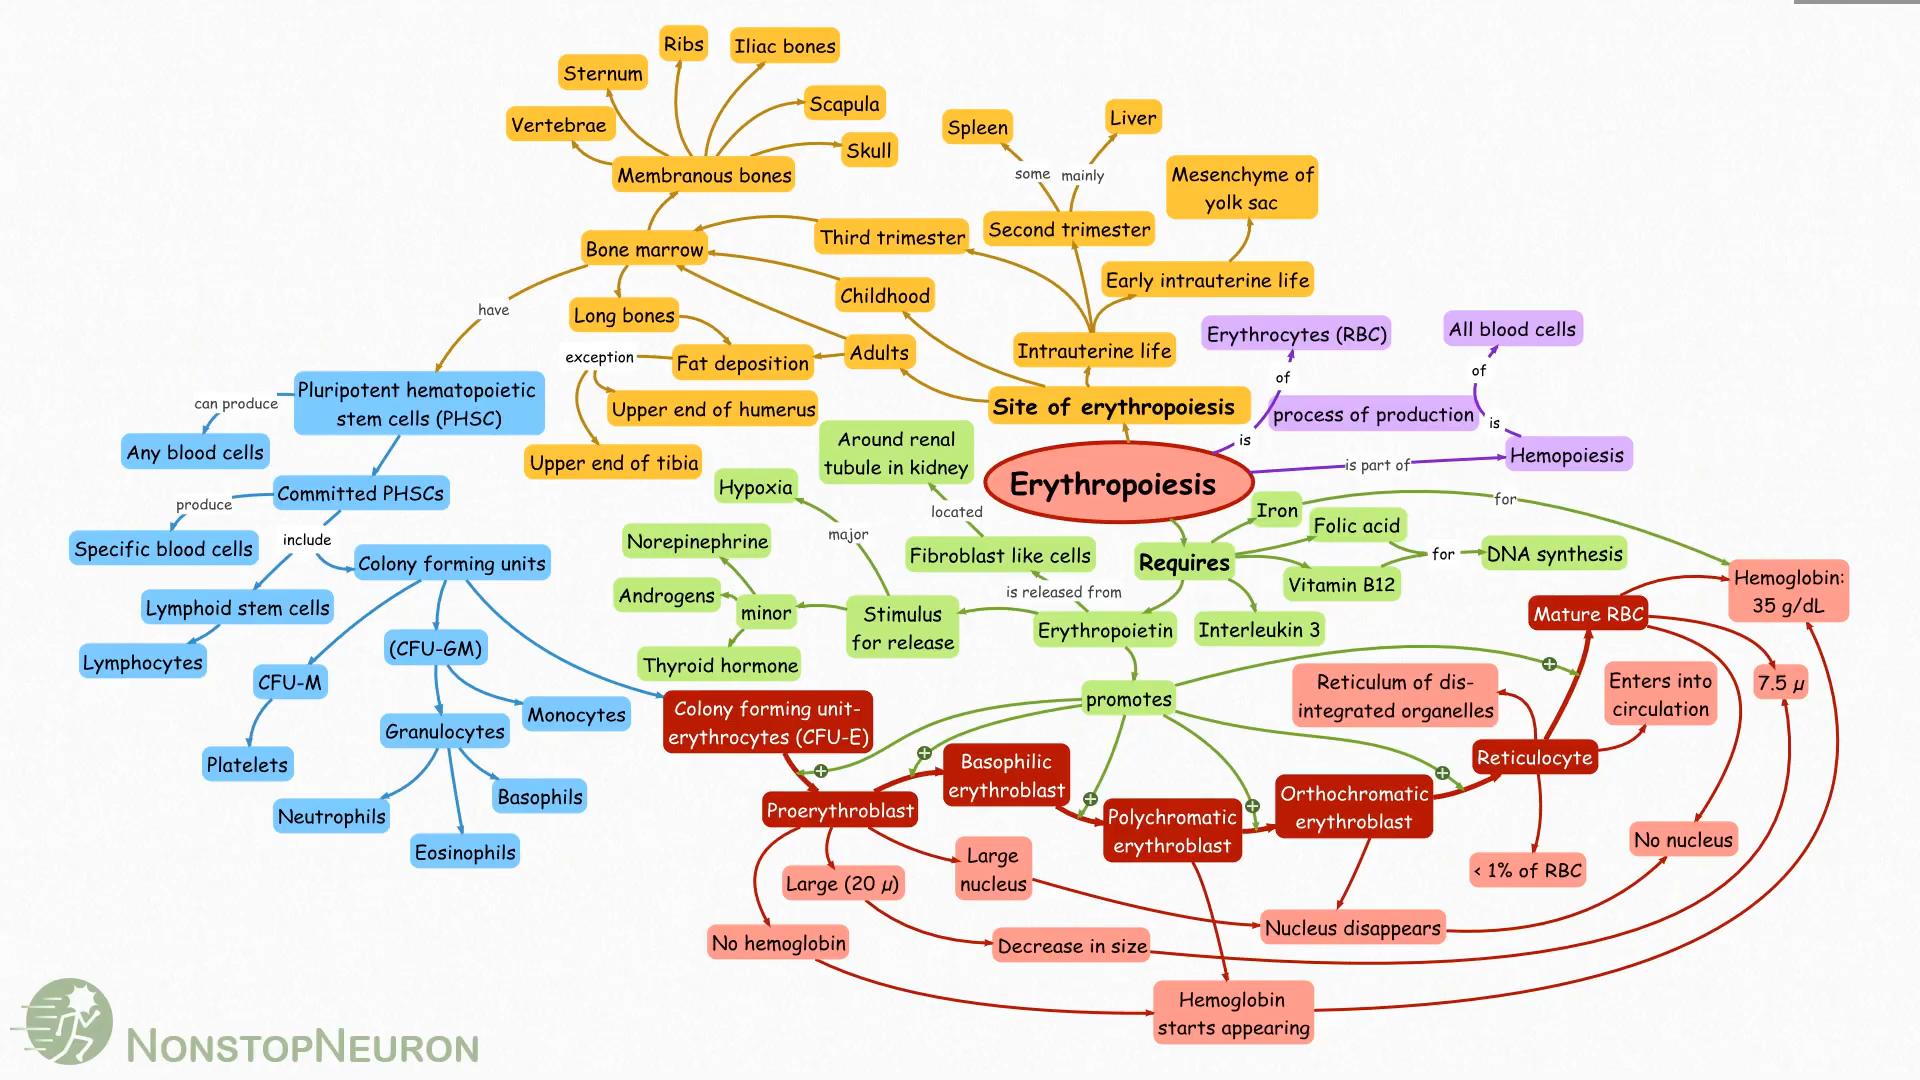 Ribs
Iliac bones
Sternum
Scapula
Vertebrae
Skull
Membranous bones
Spleen
Liver
some
mainly
Mesenchyme of
yolk sac
Bone marrow
Third trimester
Second trimester
Early intrauterine life
Childhood
have
Long bones
exception
Fat deposition
Adults
Intrauterine life
Upper end of humerus
Upper end of tibia
Site of erythropoiesis
Erythrocytes (RBC)
All blood cells
of
of
process of production
is
is
is part of
Hemopoiesis
Erythropoiesis
Pluripotent hematopoietic
stem cells (PHSC)
can produce
Any blood cells
Committed PHSCs
produce
Specific blood cells
include
Colony forming units
Lymphoid stem cells
Lymphocytes
CFU-M
Platelets
(CFU-GM)
Monocytes
Granulocytes
Neutrophils
Eosinophils
Basophils
Around renal
tubule in kidney
located
Fibroblast like cells
is released from
Hypoxia
major
Norepinephrine
Androgens
minor
Thyroid hormone
Stimulus
for release
Erythropoietin
Requires
Iron
Folic acid
Vitamin B12
Interleukin 3
for
for
DNA synthesis
promotes
Hemoglobin:
35 g/dL
Mature RBC
7.5 μ
Reticulum of dis-
integrated organelles
Enters into
circulation
Reticulocyte
No nucleus
< 1% of RBC
Colony forming unit-
erythrocytes (CFU-E)
Proerythroblast
Basophilic
erythroblast
Polychromatic
erythroblast
Orthochromatic
erythroblast
Large (20 μ)
Large
nucleus
No hemoglobin
Decrease in size
Nucleus disappears
Hemoglobin
starts appearing
NONSTOPNEURON